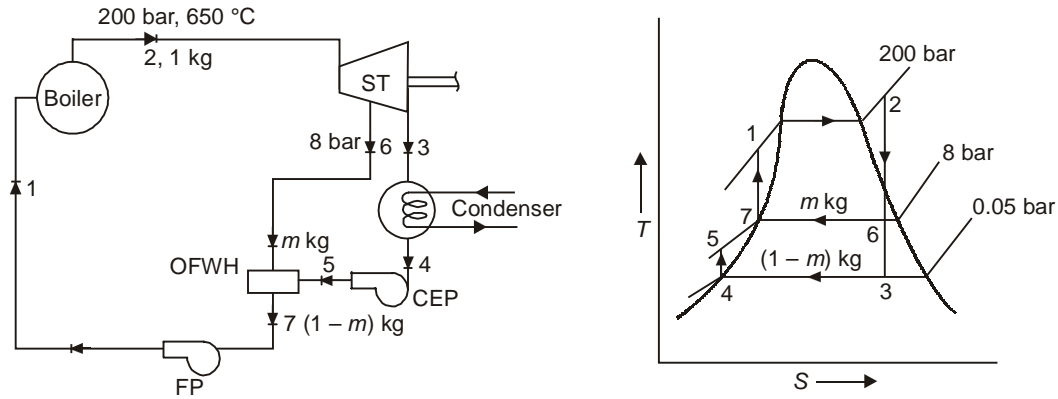 200 bar, 650 °C
2, 1 kg
Boiler
ST
8 bar
6
3
1
Condenser
m kg
OFWH
5
4
CEP
7 (1 – m) kg
FP
200 bar
2
1
8 bar
m kg
0.05 bar
T
7
6
5
(1 – m) kg
4
3
S